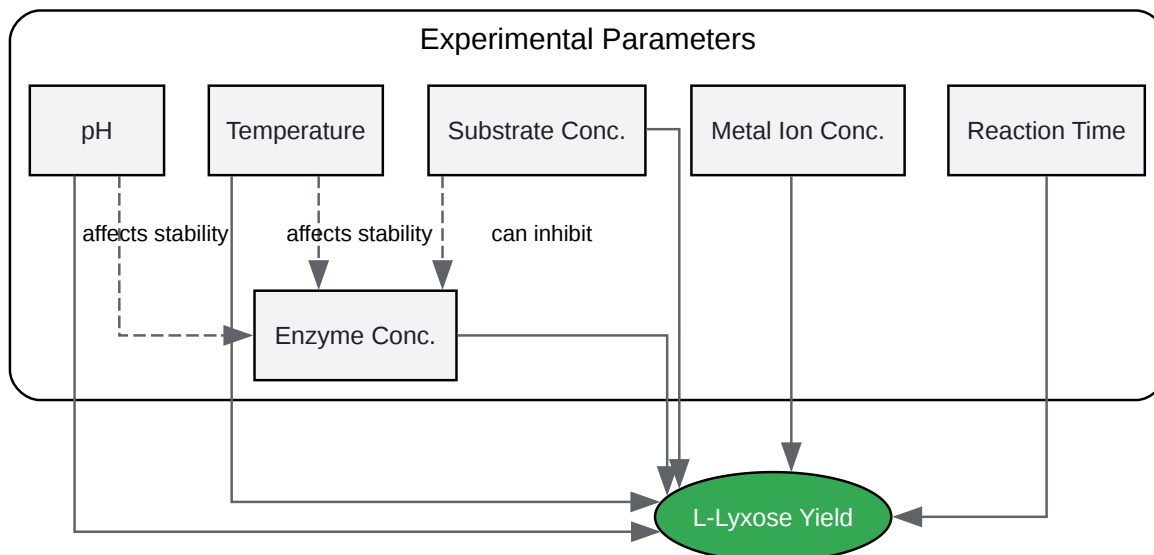 Experimental Parameters
pH
Temperature
Substrate Conc.
Metal Ion Conc.
Reaction Time
affects stability
affects stability
can inhibit
Enzyme Conc.
L-Lyxose Yield